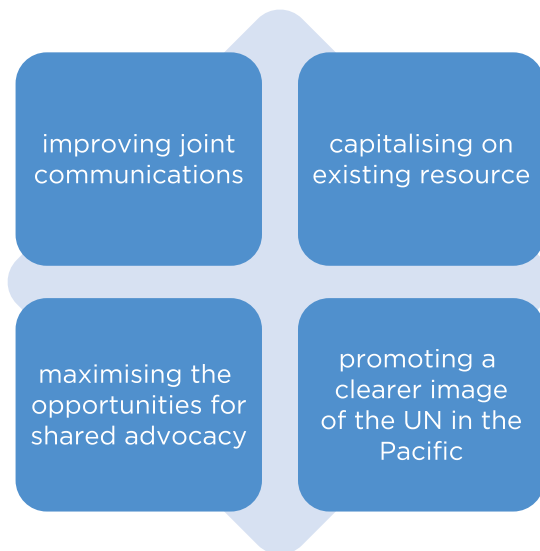 improving joint
communications
capitalising on
existing resource
maximising the
opportunities for
shared advocacy
promoting a
clearer image
of the UN in the
Pacific